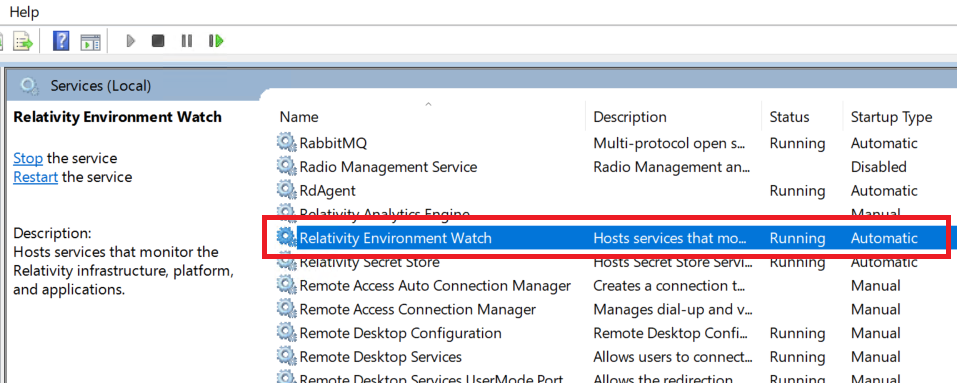 Help
Services (Local)
Relativity Environment Watch
Stop the service
Restart the service
Description:
Hosts services that monitor the
Relativity infrastructure, platform,
and applications.
Name Description Status Startup Type
RabbitMQ Multi-protocol open s... Running Automatic
Radio Management Service Radio Management an... Disabled
RdAgent Running Automatic
Relativity Analytics Engine Manual
Relativity Environment Watch Hosts services that mo... Running Automatic
Relativity Secret Store Hosts Secret Store Servi... Running Automatic
Remote Access Auto Connection Manager Creates a connection t... Manual
Remote Access Connection Manager Manages dial-up and v... Manual
Remote Desktop Configuration Remote Desktop Confi... Running Manual
Remote Desktop Services Allows users to connect... Running Manual
Remote Desktop Services UserMode Port Allows the redirection Running Manual